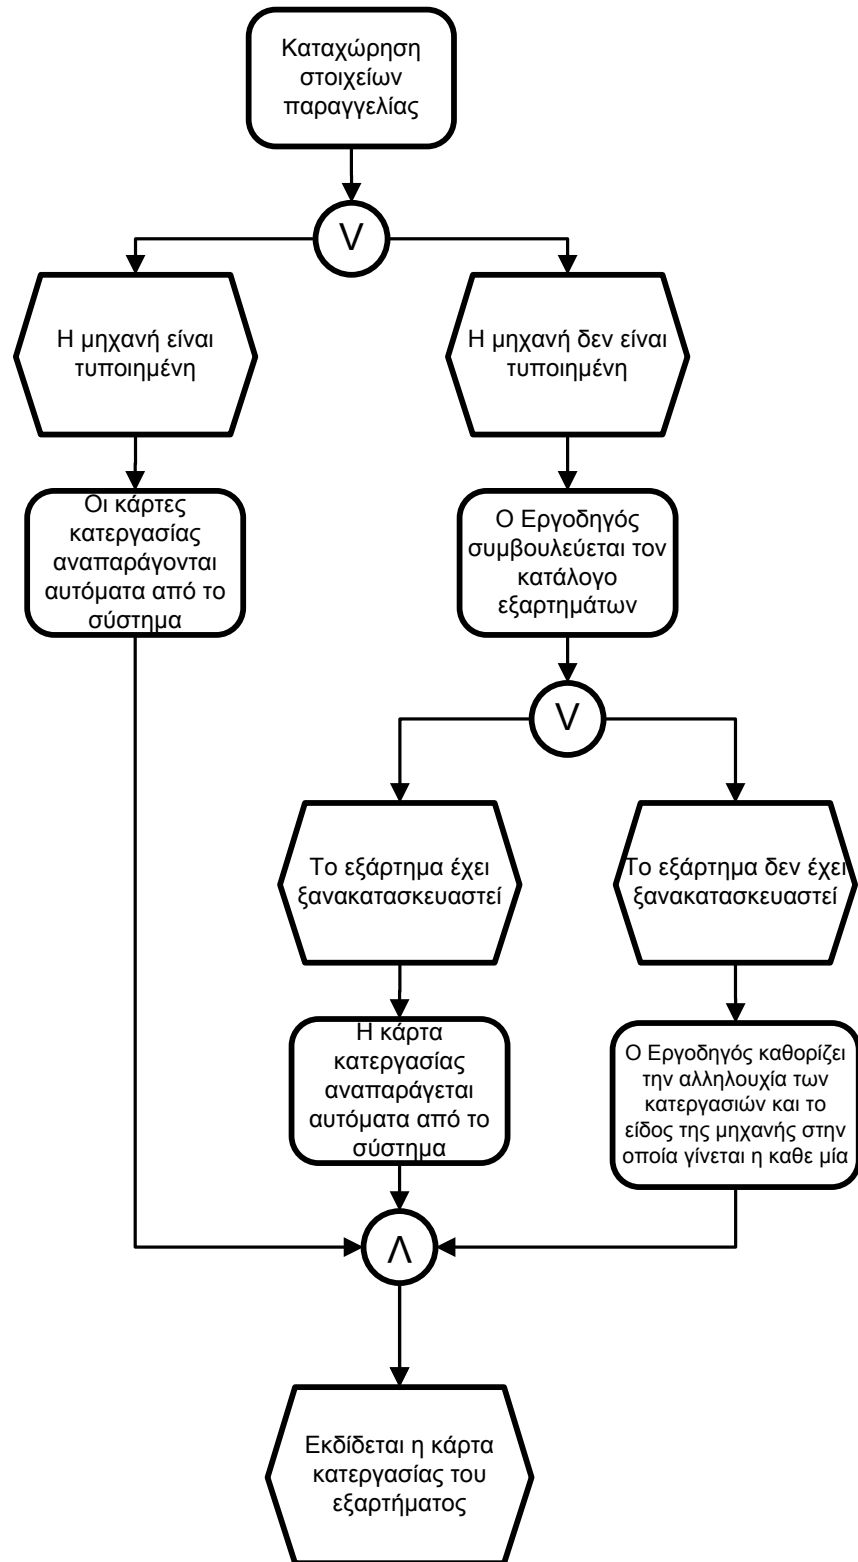 Καταχώρηση
στοιχείων
παραγγελίας
V
Η μηχανή είναι
τυποιημένη
Η μηχανή δεν είναι
τυποιημένη
Οι κάρτες
κατεργασίας
αναπαράγονται
αυτόματα από το
σύστημα
Ο Εργοδηγός
συμβουλεύεται τον
κατάλογο
εξαρτημάτων
V
Το εξάρτημα έχει
ξανακατασκευαστεί
Το εξάρτημα δεν έχει
ξανακατασκευαστεί
Η κάρτα
κατεργασίας
αναπαράγεται
αυτόματα από το
σύστημα
Ο Εργοδηγός καθορίζει
την αλληλουχία των
κατεργασιών και το
είδος της μηχανής στην
οποία γίνεται η καθε μία
Λ
Εκδίδεται η κάρτα
κατεργασίας του
εξαρτήματος